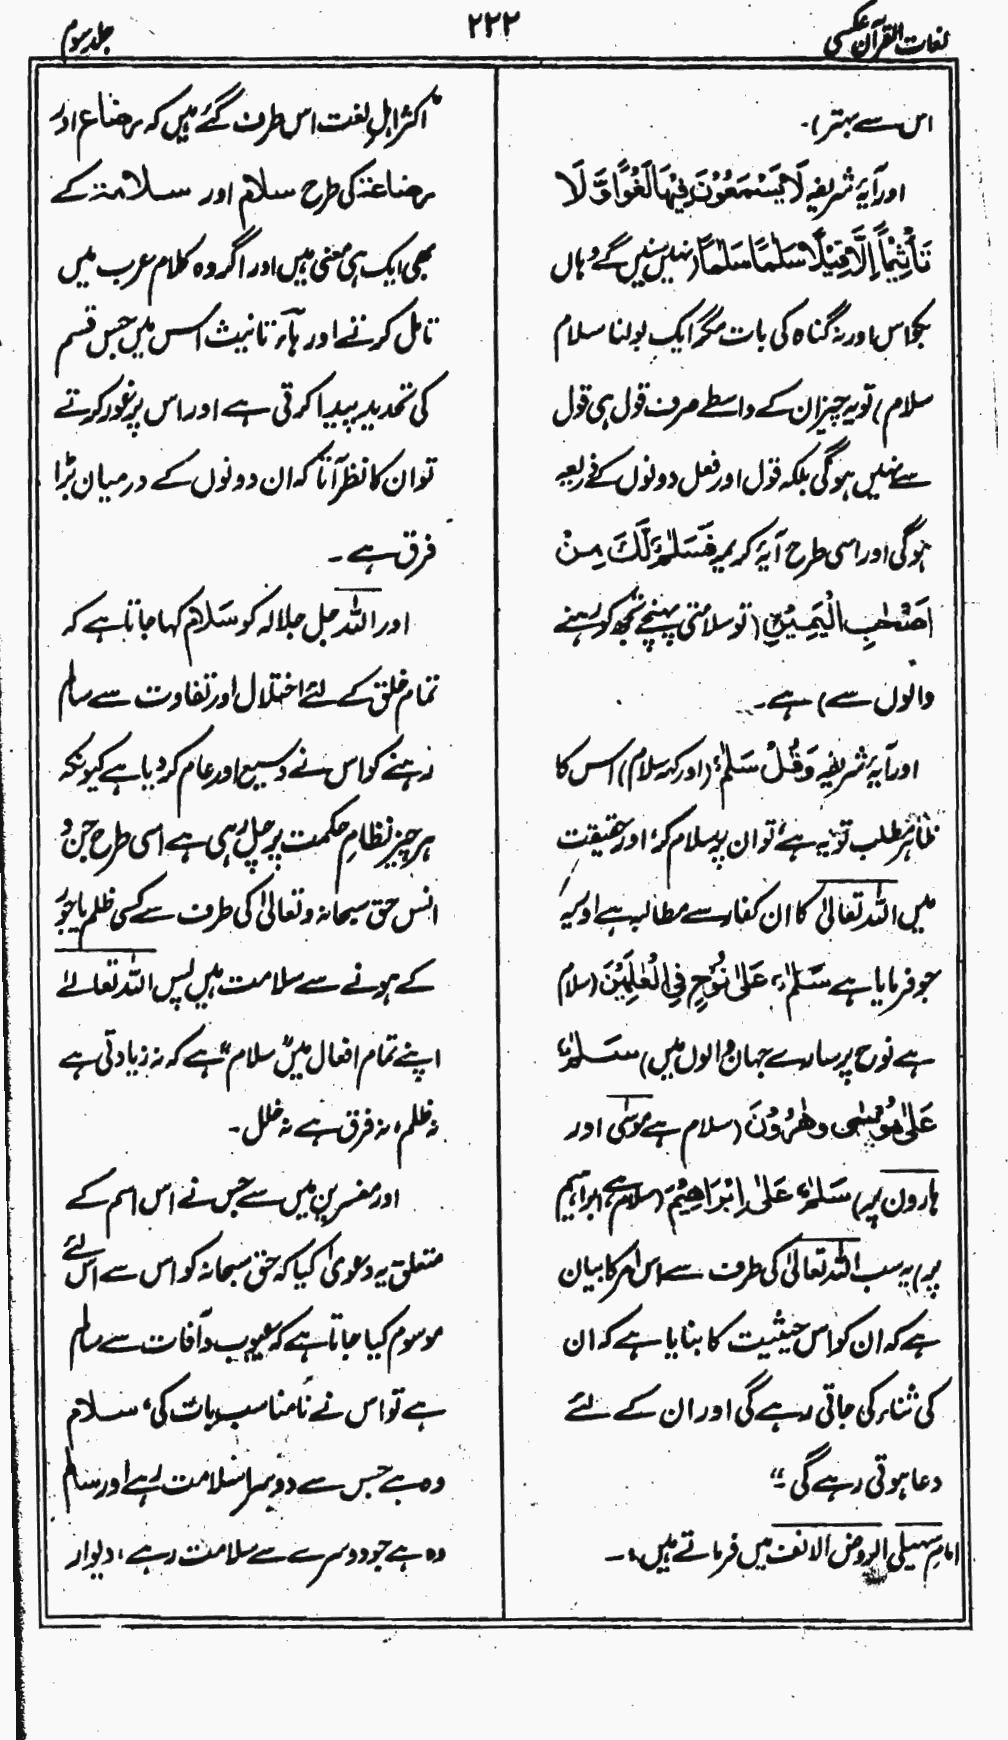 لغات القرآن عکسی
۲۲۲
جلد سوم
اس سے بہتر)۔
اور آیۂ شریفہ لَا یَسْمَعُوْنَ فِیْهَا لَغْوًا وَّ لَا
تَأْثِیْمًا اِلَّا قِیْلًا سَلٰمًا سَلٰمًا (نہیں سنیں گے وہاں
بکواس اور نہ گناہ کی بات مگر ایک بولنا سلام
سلام) تو یہ چیز ان کے واسطے صرف قول ہی قول
سے نہیں ہوگی بلکہ قول اور فعل دونوں کے ذریعہ
ہوگی اور اسی طرح آیۂ کریمہ فَسَلٰمٌ لَّكَ مِنْ
اَصْحٰبِ الْیَمِیْنِ (تو سلامتی پہنچے تجھ کو رہنے
والوں سے) ہے۔
اور آیۂ شریفہ وَقُلْ سَلٰمٌ (اور کہہ سلام) اس کا
ظاہر مطلب تو یہ ہے تو ان پر سلام کر، اور حقیقت
میں اللہ تعالیٰ کا ان کفار سے مطالبہ ہے اور یہ
جو فرمایا ہے سَلٰمٌ عَلٰی نُوْحٍ فِی الْعٰلَمِیْنَ (سلام
ہے نوح پر سارے جہان والوں میں) سَلٰمٌ
عَلٰی مُوْسٰی وَهٰرُوْنَ (سلام ہے موسیٰ اور
ہارون پر) سَلٰمٌ عَلٰی اِبْرَاهِیْمَ (سلام ہے ابراہیم
پر) یہ سب اللہ تعالیٰ کی طرف سے اس امر کا بیان
ہے کہ ان کو اس حیثیت کا بنایا ہے کہ ان
کی ثناء کی جاتی رہے گی اور ان کے لئے
دعا ہوتی رہے گی۔“
امام سہیلی الروض الانف میں فرماتے ہیں:۔
”اکثر اہل لغت اس طرف گئے ہیں کہ رضاع اور
رضاعۃ کی طرح سلام اور سلامۃ کے
بھی ایک ہی معنی ہیں اور اگر وہ کلام عرب میں
تامل کرتے اور ہاء تانیث اس میں جس قسم
کی تحدید پیدا کرتی ہے اور اس پر غور کرتے
تو ان کا نظر آتا کہ ان دونوں کے درمیان بڑا
فرق ہے۔
اور اللہ جل جلالہ کو سَلَام کہا جاتا ہے کہ
تمام خلق کے لئے اختلال اور تفاوت سے سالم
رہنے کو اس نے وسیع اور عام کر دیا ہے کیونکہ
ہر چیز نظامِ حکمت پر چل رہی ہے اسی طرح جن و
انس حق سبحانہ وتعالیٰ کی طرف سے کسی ظلم یا جَور
کے ہونے سے سلامت ہیں پس اللہ تعالےٰ
اپنے تمام افعال میں ”سلام“ ہے کہ نہ زیادتی ہے
نہ ظلم، نہ فرق ہے نہ خلل۔
اور مفسرین میں سے جس نے اس اسم کے
متعلق یہ دعویٰ کیا کہ حق سبحانہ کو اس سے اس لئے
موسوم کیا جاتا ہے کہ عیوب و آفات سے سالم
ہے تو اس نے نامناسب بات کی، سلام
وہ ہے جس سے دوسرا سلامت رہے اور سالم
وہ ہے جو دوسرے سے سلامت رہے، دیوار